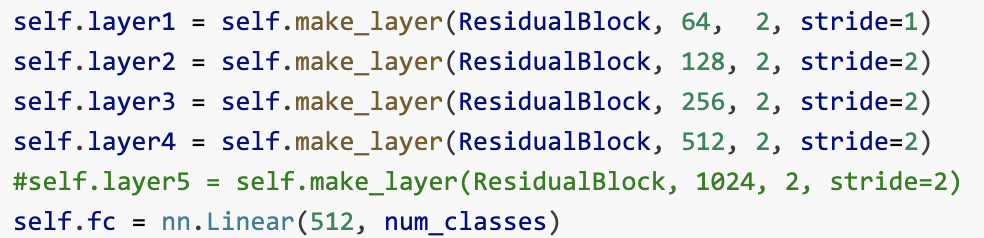 self.layer1 = self.make_layer(ResidualBlock, 64,  2, stride=1)
self.layer2 = self.make_layer(ResidualBlock, 128, 2, stride=2)
self.layer3 = self.make_layer(ResidualBlock, 256, 2, stride=2)
self.layer4 = self.make_layer(ResidualBlock, 512, 2, stride=2)
#self.layer5 = self.make_layer(ResidualBlock, 1024, 2, stride=2)
self.fc = nn.Linear(512, num_classes)